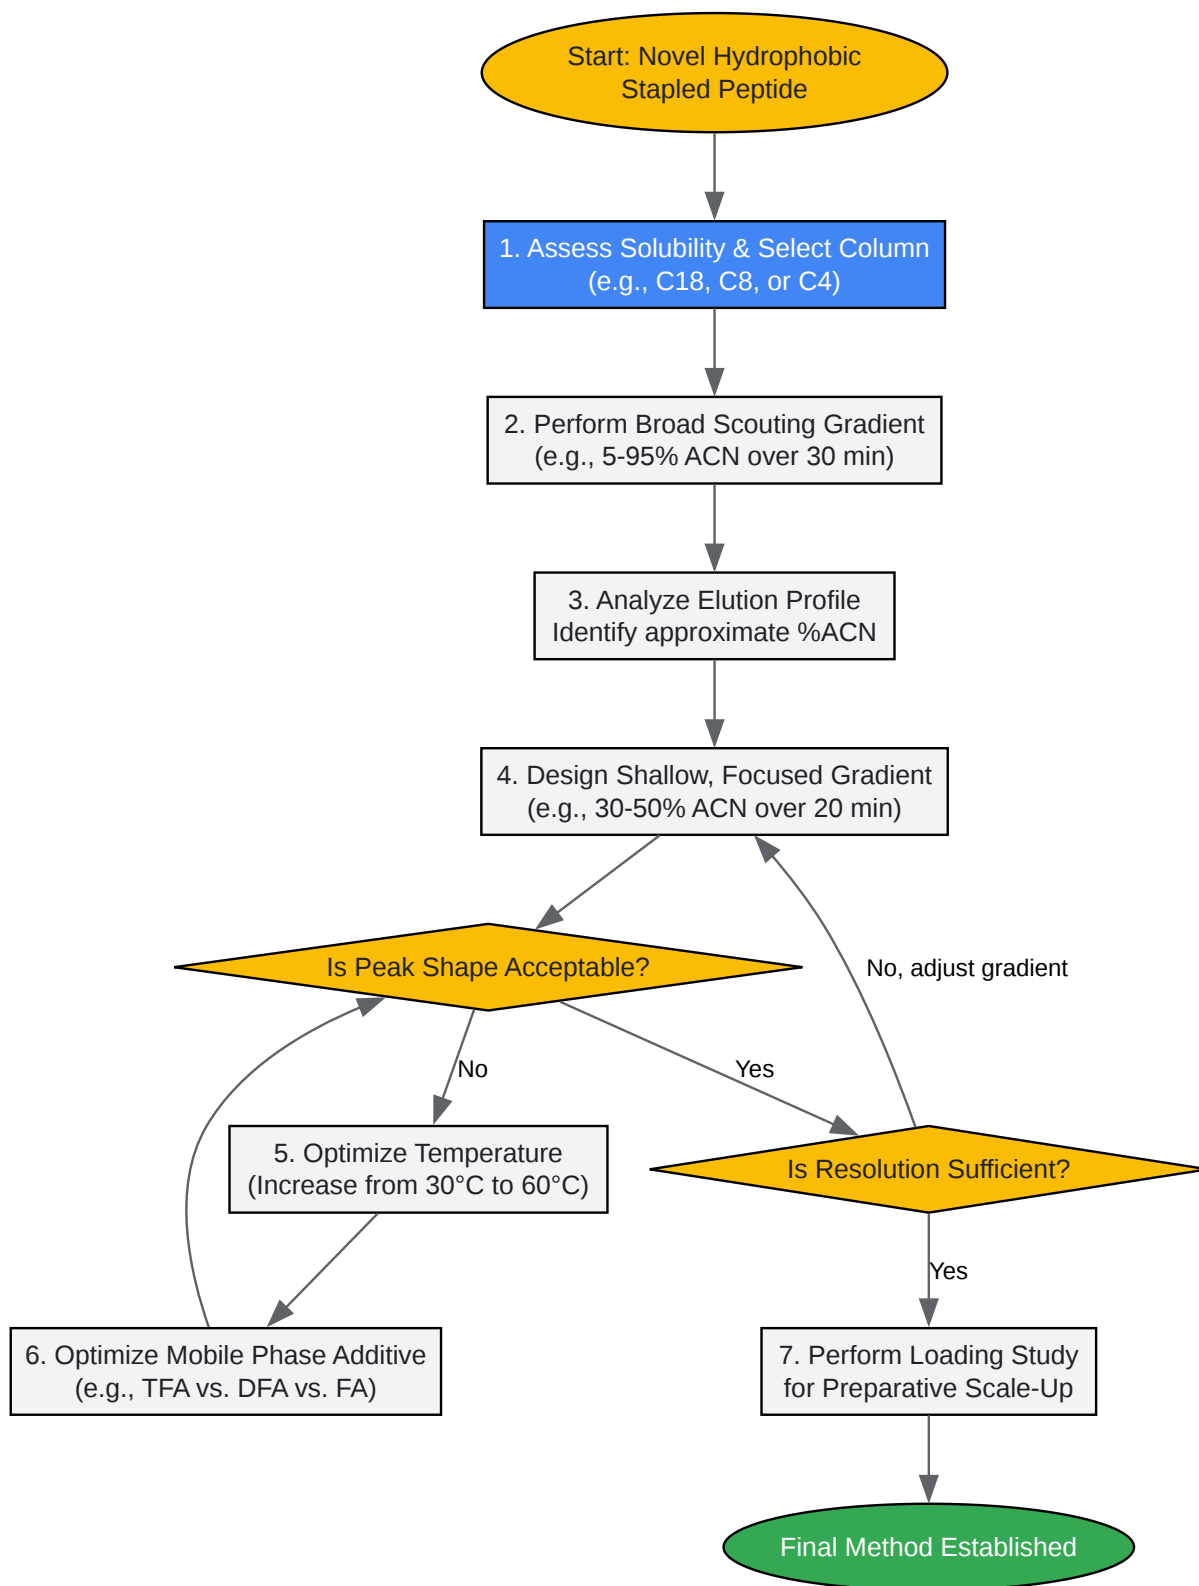 Start: Novel Hydrophobic
Stapled Peptide
1. Assess Solubility & Select Column
(e.g., C18, C8, or C4)
2. Perform Broad Scouting Gradient
(e.g., 5-95% ACN over 30 min)
3. Analyze Elution Profile
Identify approximate %ACN
4. Design Shallow, Focused Gradient
(e.g., 30-50% ACN over 20 min)
Is Peak Shape Acceptable?
No, adjust gradient
No
Yes
5. Optimize Temperature
(Increase from 30°C to 60°C)
Is Resolution Sufficient?
Yes
6. Optimize Mobile Phase Additive
(e.g., TFA vs. DFA vs. FA)
7. Perform Loading Study
for Preparative Scale-Up
Final Method Established